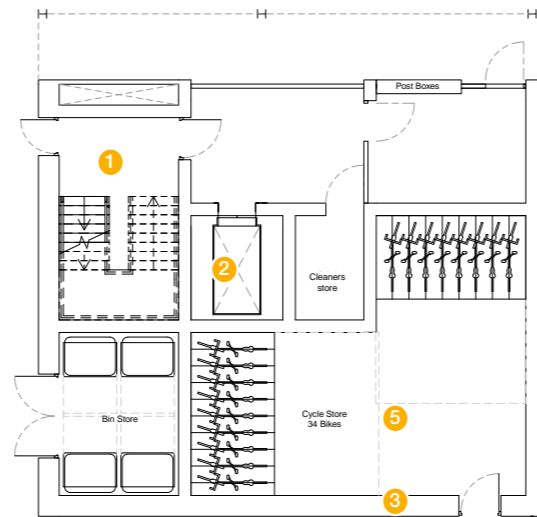 Post Boxes
1
2
Cleaners
store
Bin Store
Cycle Store
34 Bikes
5
3